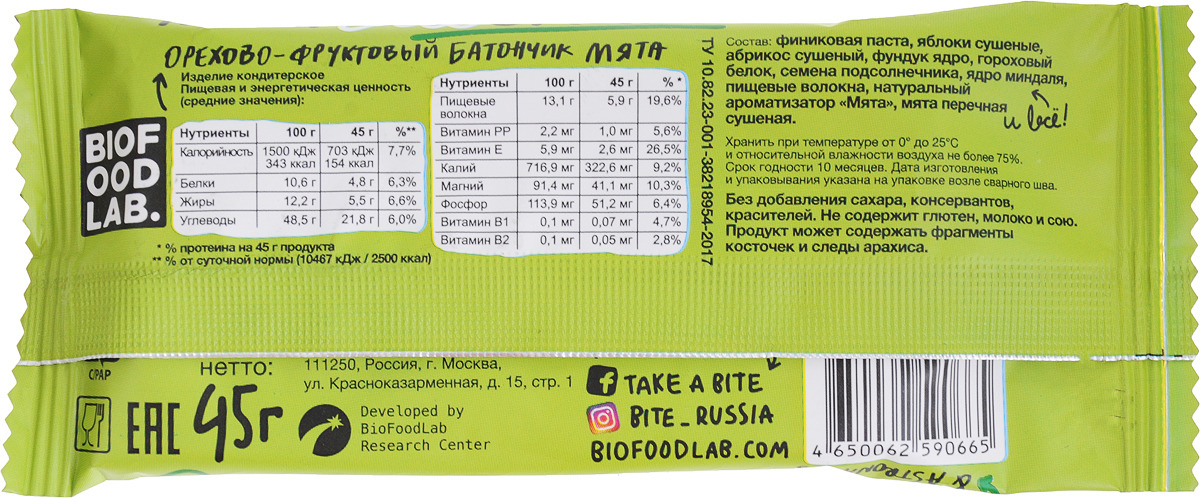 ОРЕХОВО-ФРУКТОВЫЙ БАТОНЧИК МЯТА
Изделие кондитерское
Пищевая и энергетическая ценность
(средние значения):
BIOF
OOD
LAB.
Нутриенты 100 г 45 г %**
Калорийность 1500 кДж 703 кДж 7,7%
343 ккал 154 ккал
Белки 10,6 г 4,8 г 6,3%
Жиры 12,2 г 5,5 г 6,6%
Углеводы 48,5 г 21,8 г 6,0%
* % протеина на 45 г продукта
** % от суточной нормы (10467 кДж / 2500 ккал)
Нутриенты 100 г 45 г % *
Пищевые 13,1 г 5,9 г 19,6%
волокна
Витамин PP 2,2 мг 1,0 мг 5,6%
Витамин E 5,9 мг 2,6 мг 26,5%
Калий 716,9 мг 322,6 мг 9,2%
Магний 91,4 мг 41,1 мг 10,3%
Фосфор 113,9 мг 51,2 мг 6,4%
Витамин B1 0,1 мг 0,07 мг 4,7%
Витамин B2 0,1 мг 0,05 мг 2,8%
ТУ 10.82.23-001-38218954-2017
Состав: финиковая паста, яблоки сушеные,
абрикос сушеный, фундук ядро, гороховый
белок, семена подсолнечника, ядро миндаля,
пищевые волокна, натуральный
ароматизатор «Мята», мята перечная
сушеная.
и всё!
Хранить при температуре от 0° до 25°C
и относительной влажности воздуха не более 75%.
Срок годности 10 месяцев. Дата изготовления
и упаковывания указана на упаковке возле сварного шва.
Без добавления сахара, консервантов,
красителей. Не содержит глютен, молоко и сою.
Продукт может содержать фрагменты
косточек и следы арахиса.
C/PAP
EAC
нетто:
45г
111250, Россия, г. Москва,
ул. Красноказарменная, д. 15, стр. 1
Developed by
BioFoodLab
Research Center
TAKE A BITE
BITE_RUSSIA
BIOFOODLAB.COM
4 650062 590665